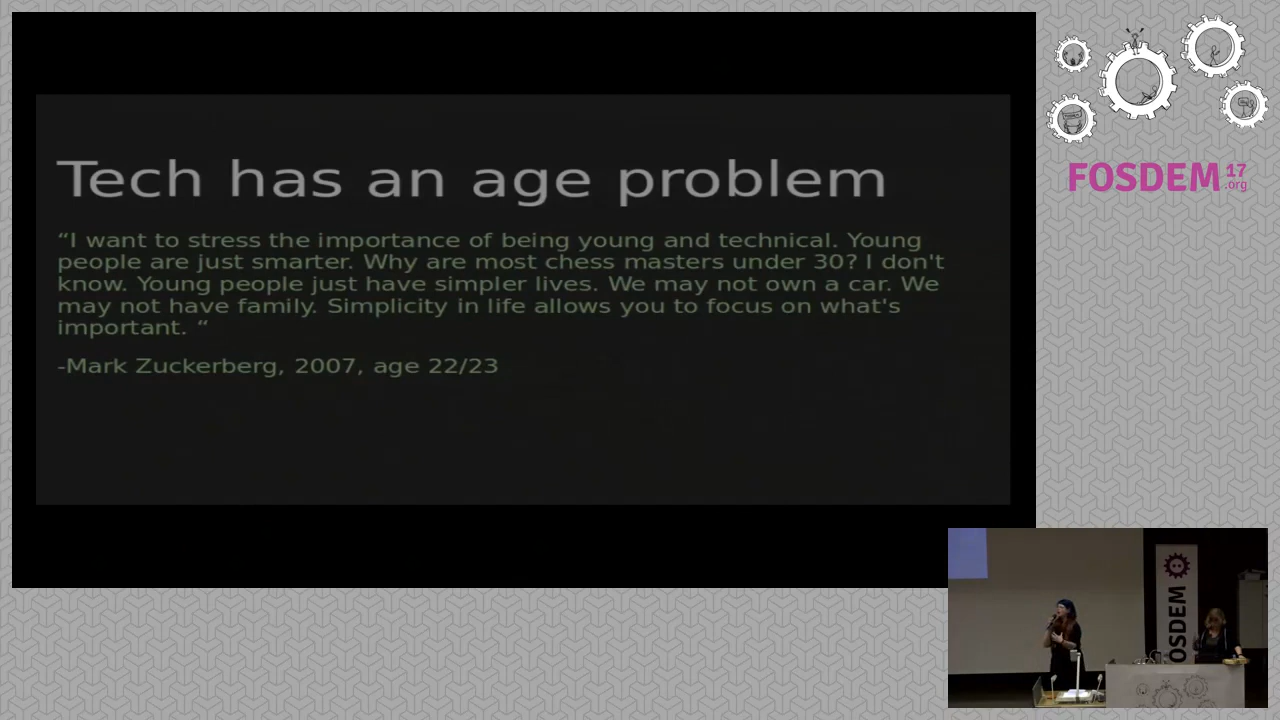 Tech has an age problem
“I want to stress the importance of being young and technical. Young
people are just smarter. Why are most chess masters under 30? I don't
know. Young people just have simpler lives. We may not own a car. We
may not have family. Simplicity in life allows you to focus on what's
important. “
-Mark Zuckerberg, 2007, age 22/23
FOSDEM 17
.org
OSDEM